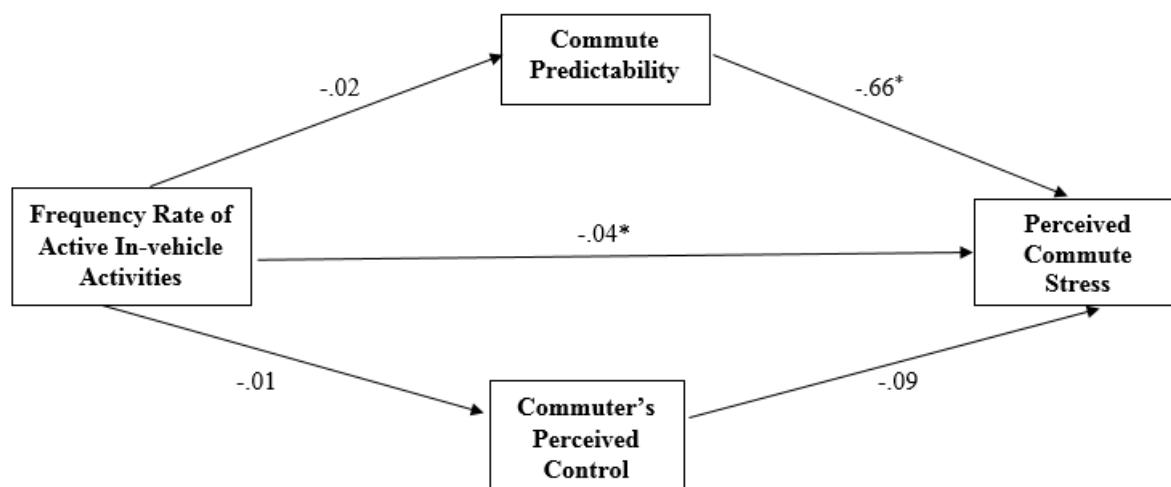 Commute
Predictability
-.02
-.66*
Frequency Rate of
Active In-vehicle
Activities
-.04*
Perceived
Commute
Stress
-.01
-.09
Commuter’s
Perceived
Control